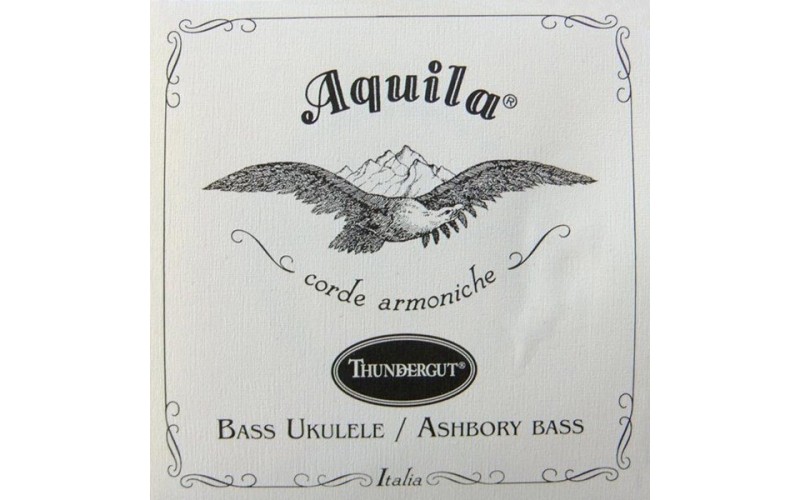 Aquila®
corde armoniche
THUNDERGUT®
BASS UKULELE / ASHBORY BASS
Italia